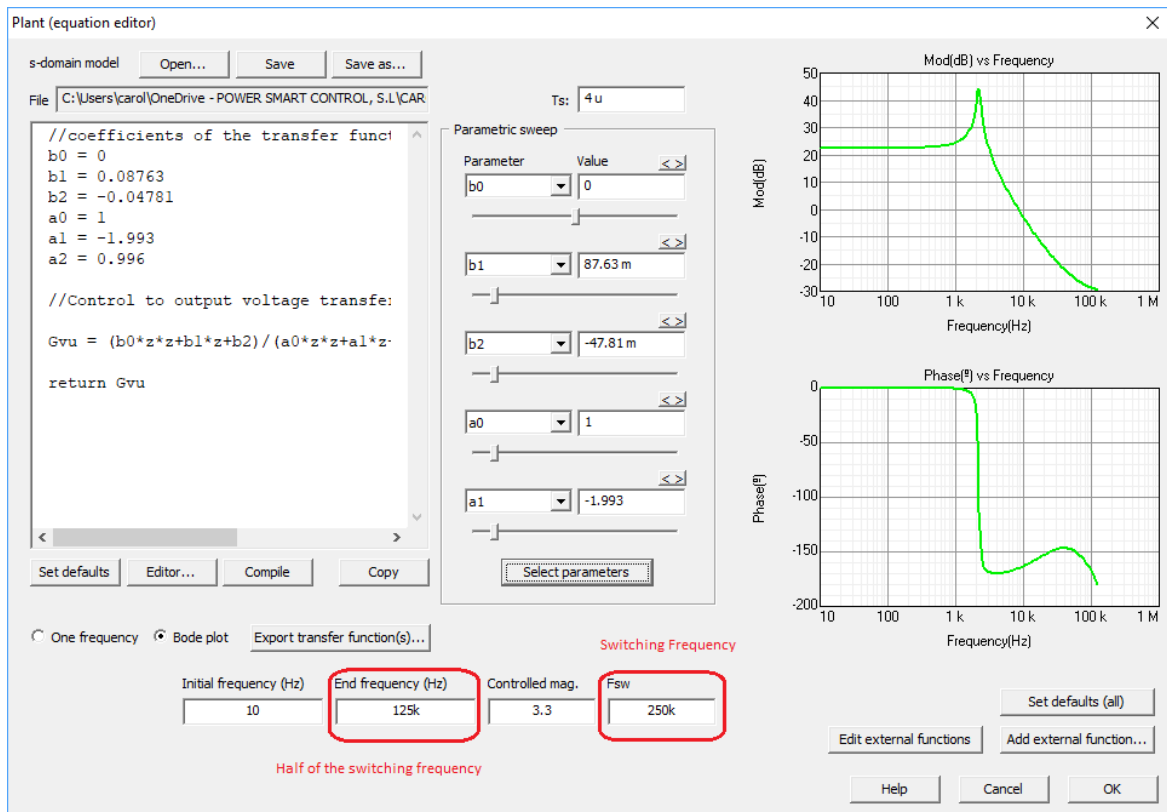 Plant (equation editor)
s-domain model
Open...
Save
Save as...
File
C:\Users\carol\OneDrive - POWER SMART CONTROL, S.L\CAR
Ts:
4 u
//coefficients of the transfer funct
b0 = 0
b1 = 0.08763
b2 = -0.04781
a0 = 1
a1 = -1.993
a2 = 0.996
//Control to output voltage transfer
Gvu = (b0*z*z+b1*z+b2)/(a0*z*z+a1*z-
return Gvu
Set defaults
Editor...
Compile
Copy
Parametric sweep
Parameter
Value
< >
b0
0
< >
b1
87.63 m
< >
b2
-47.81 m
< >
a0
1
< >
a1
-1.993
Select parameters
Mod(dB) vs Frequency
Mod(dB)
50
40
30
20
10
0
-10
-20
-30
10
100
1 k
10 k
100 k
1 M
Frequency(Hz)
Phase(º) vs Frequency
Phase(º)
0
-50
-100
-150
-200
10
100
1 k
10 k
100 k
1 M
Frequency(Hz)
One frequency
Bode plot
Export transfer function(s)...
Switching Frequency
Initial frequency (Hz)
End frequency (Hz)
Controlled mag.
Fsw
10
125k
3.3
250k
Half of the switching frequency
Set defaults (all)
Edit external functions
Add external function...
Help
Cancel
OK